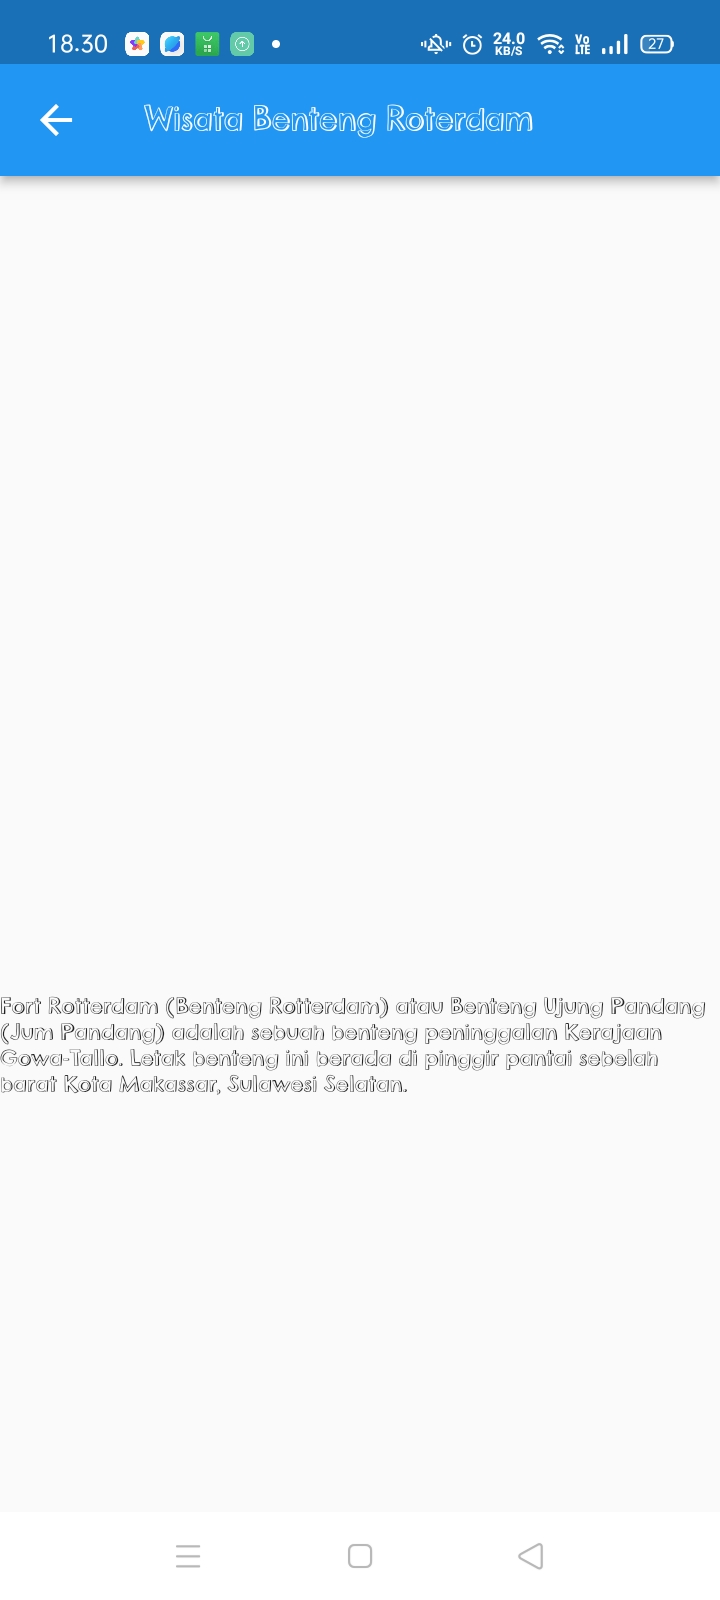 18.30
24.0
KB/S
Vo
LTE
27
Wisata Benteng Roterdam
Fort Rotterdam (Benteng Rotterdam) atau Benteng Ujung Pandang
(Jum Pandang) adalah sebuah benteng peninggalan Kerajaan
Gowa-Tallo. Letak benteng ini berada di pinggir pantai sebelah
barat Kota Makassar, Sulawesi Selatan.